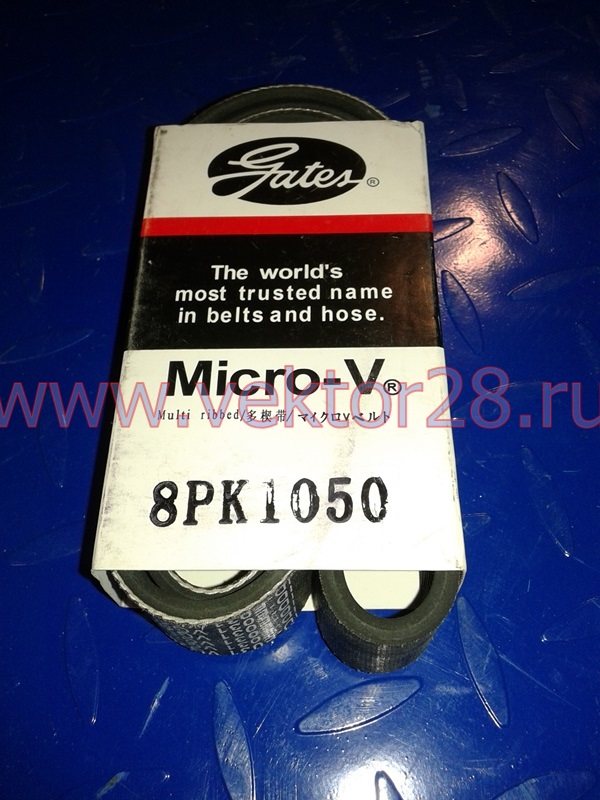 Gates®
The world's
most trusted name
in belts and hose.
Micro-V®
www.vektor28.ru
Multi ribbed/多楔带/マイクロVベルト
8PK1050